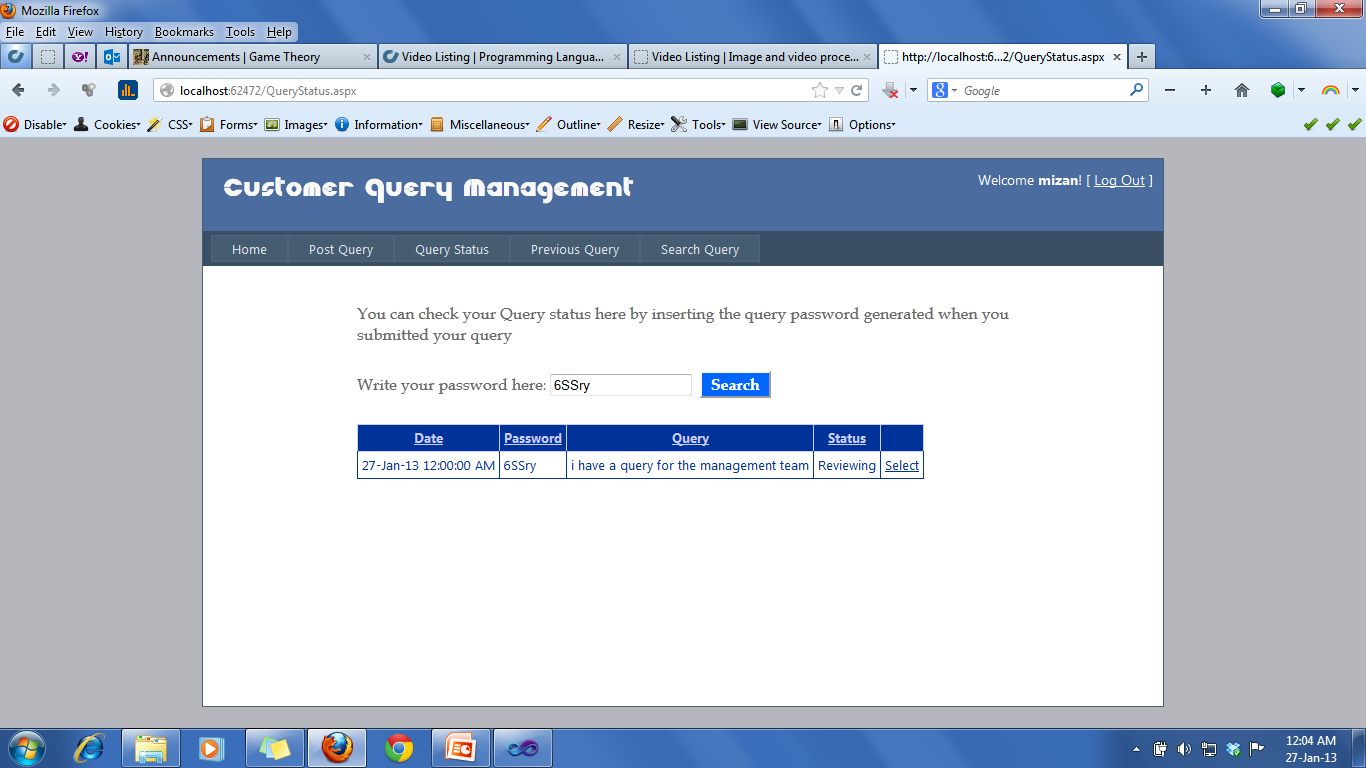 Mozilla Firefox
File Edit View History Bookmarks Tools Help
Announcements | Game Theory Video Listing | Programming Langua... Video Listing | Image and video proce... http://localhost:6...2/QueryStatus.aspx
localhost:62472/QueryStatus.aspx Google
Disable Cookies CSS Forms Images Information Miscellaneous Outline Resize Tools View Source Options
Customer Query Management
Welcome mizan! [ Log Out ]
Home Post Query Query Status Previous Query Search Query
You can check your Query status here by inserting the query password generated when you
submitted your query
Write your password here: 6SSry Search
Date Password Query Status
27-Jan-13 12:00:00 AM 6SSry i have a query for the management team Reviewing Select
12:04 AM
27-Jan-13